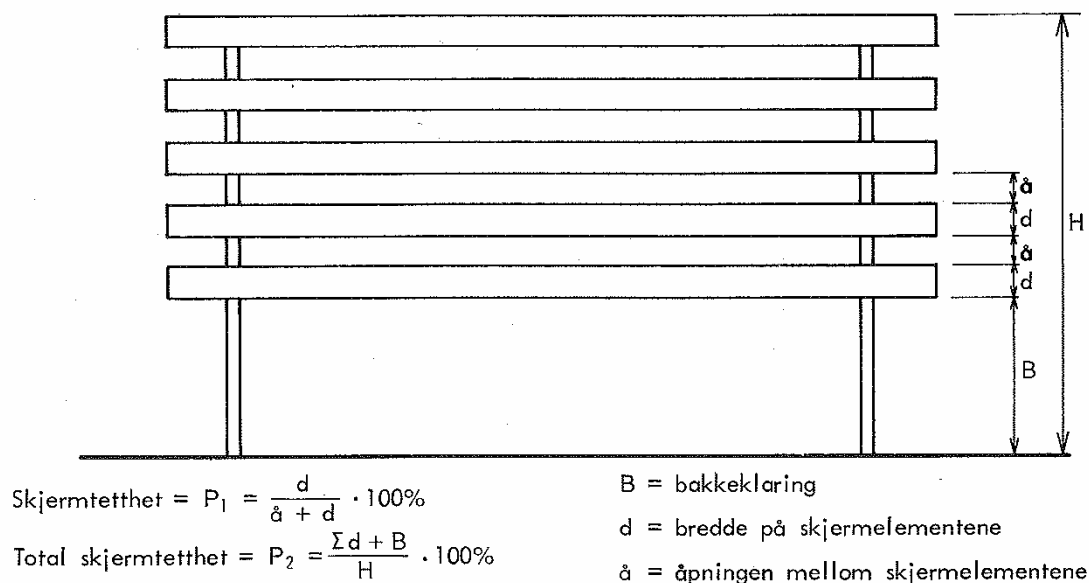 å
d
å
d
H
B
Skjermtetthet = P₁ = d / å + d · 100%
Total skjermtetthet = P₂ = Σd + B / H · 100%
B = bakkeklaring
d = bredde på skjermelementene
å = åpningen mellom skjermelementene